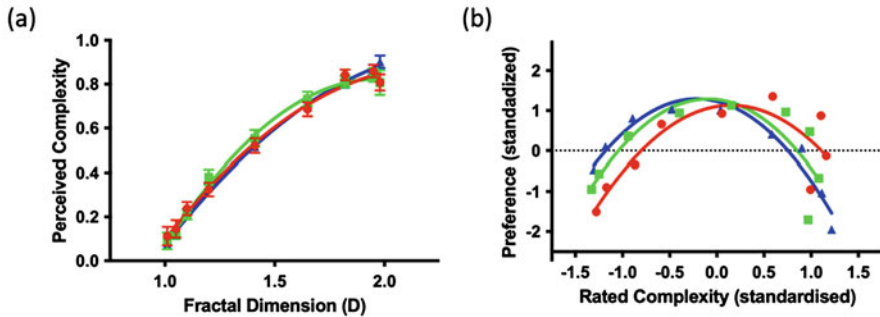 (a)
Perceived Complexity
1.0
0.8
0.6
0.4
0.2
0.0
1.0 1.5 2.0
Fractal Dimension (D)
(b)
Preference (standadized)
2
1
0
-1
-2
-1.5 -1.0 -0.5 0.0 0.5 1.0 1.5
Rated Complexity (standardised)